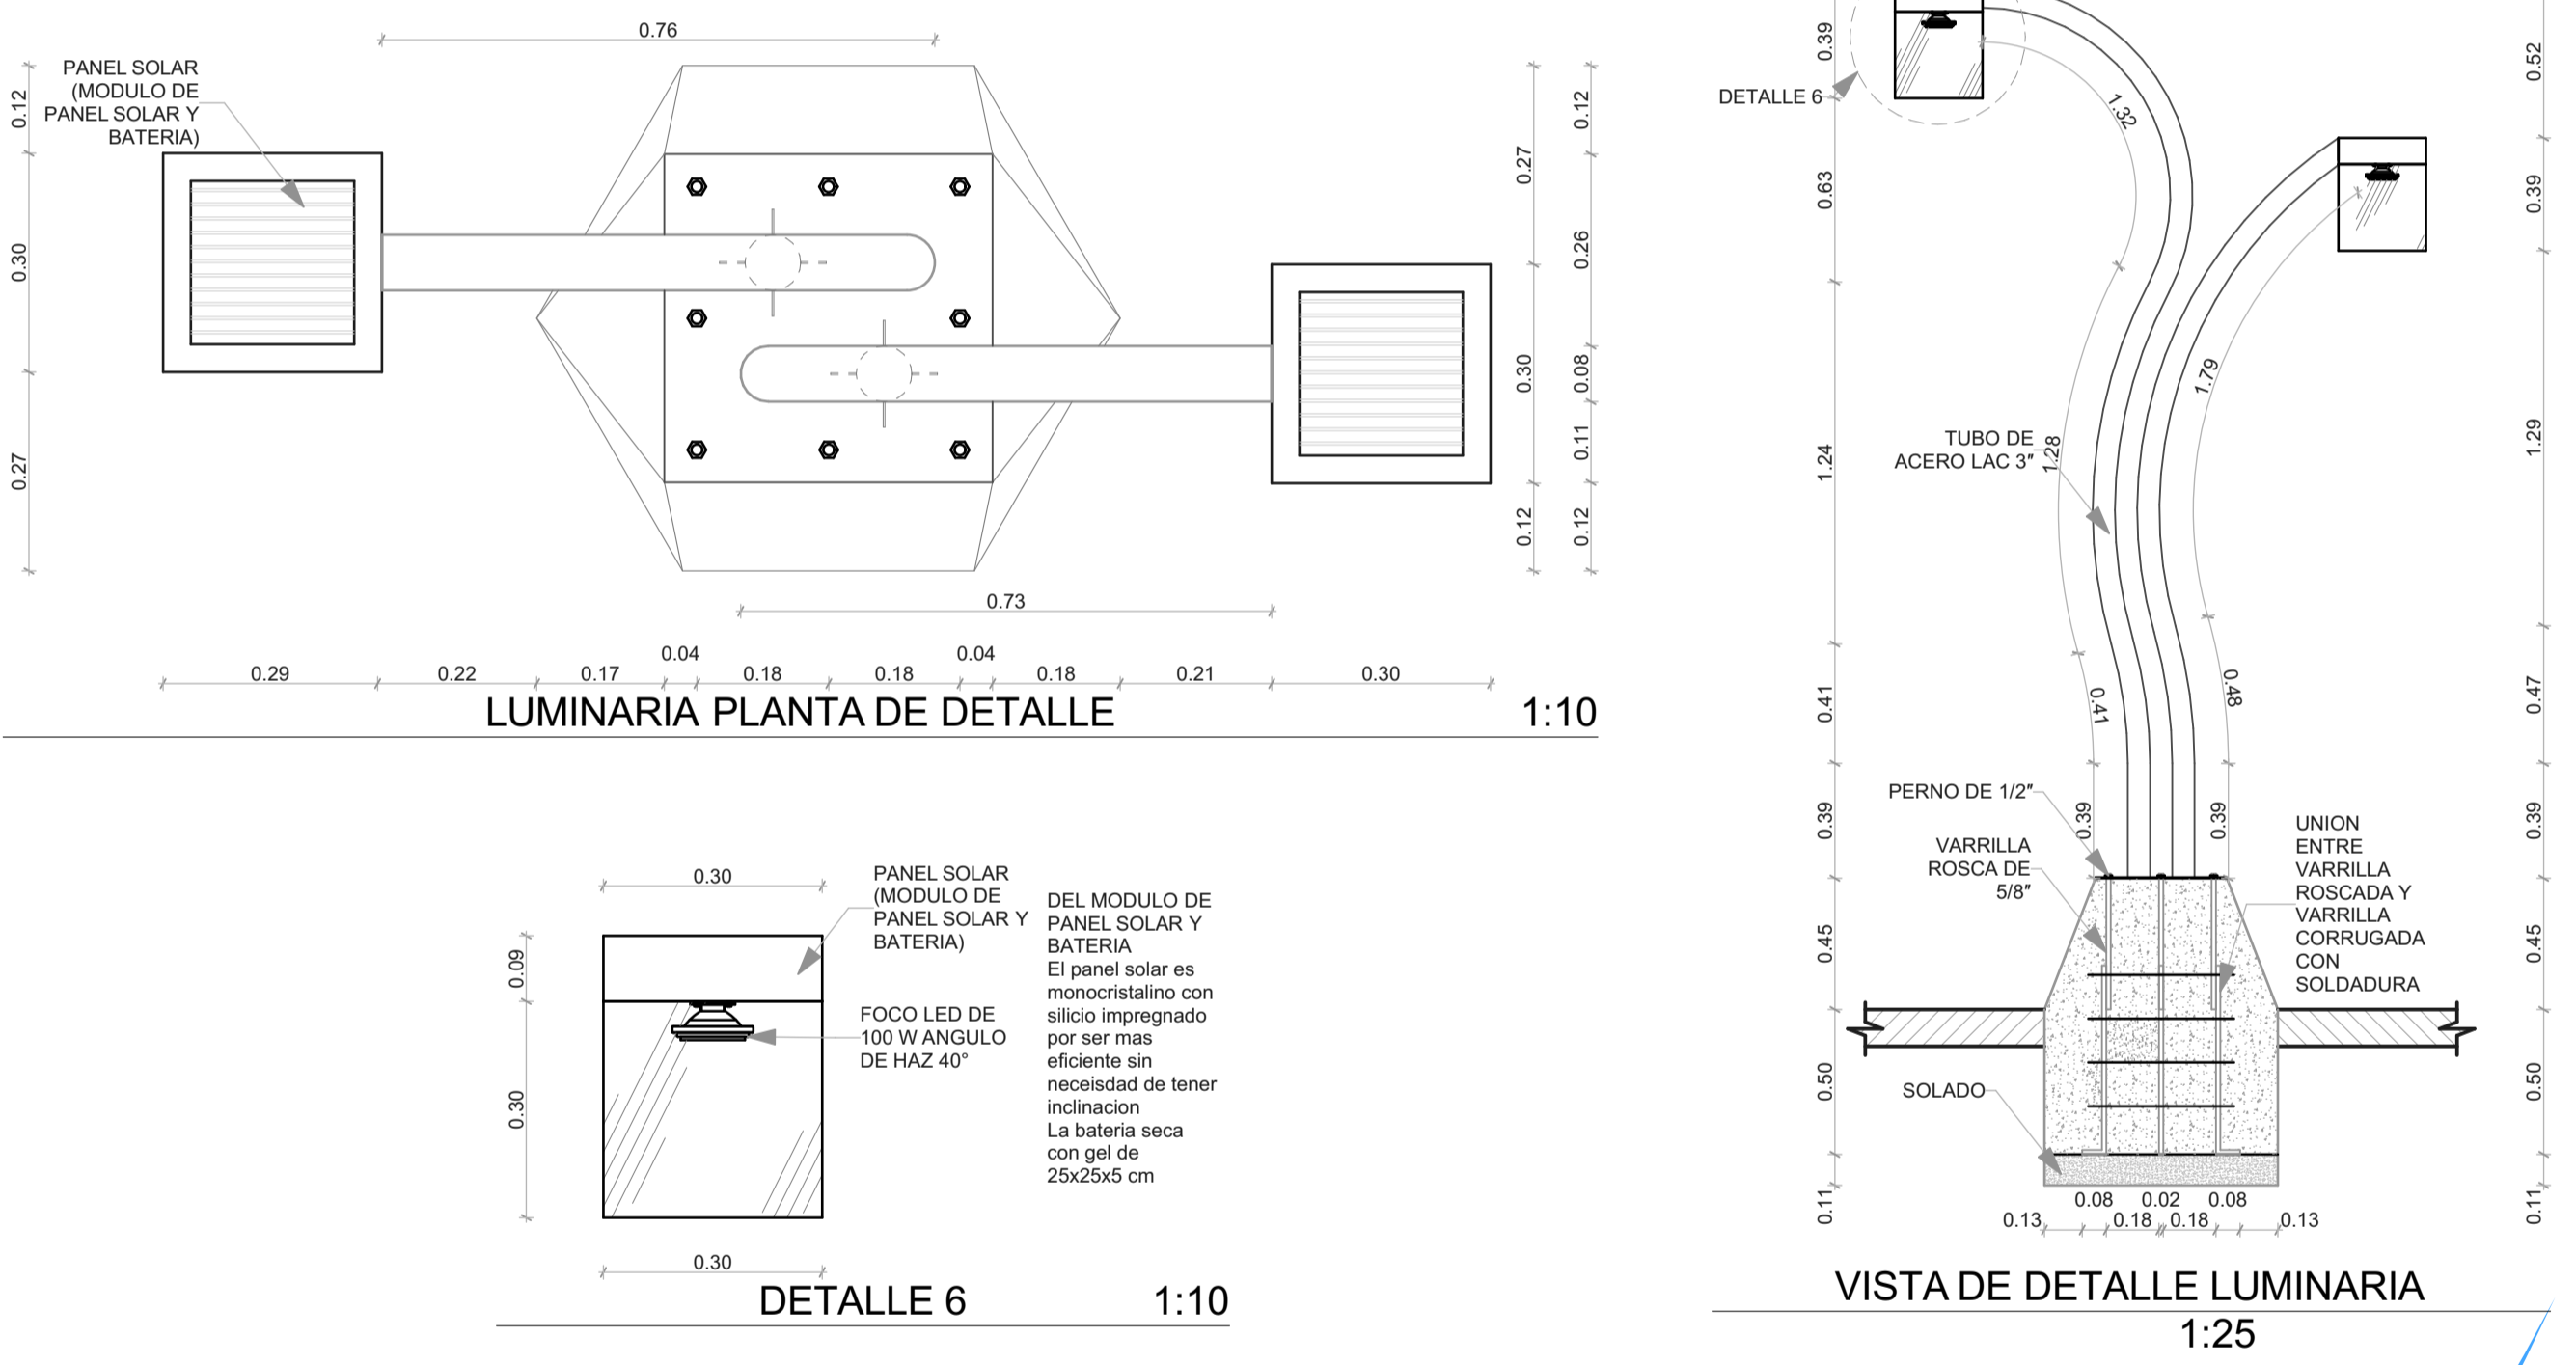 0.76
PANEL SOLAR
(MODULO DE
PANEL SOLAR Y
BATERIA)
0.12
0.30
0.27
0.27
0.30
0.12
0.12
0.26
0.08
0.11
0.12
0.73
0.04
0.04
0.29
0.22
0.17
0.18
0.18
0.18
0.21
0.30
LUMINARIA PLANTA DE DETALLE
1:10
0.30
0.09
0.30
0.30
PANEL SOLAR
(MODULO DE
PANEL SOLAR Y
BATERIA)
FOCO LED DE
100 W ANGULO
DE HAZ 40°
DEL MODULO DE
PANEL SOLAR Y
BATERIA
El panel solar es
monocristalino con
silicio impregnado
por ser mas
eficiente sin
neceisdad de tener
inclinacion
La bateria seca
con gel de
25x25x5 cm
DETALLE 6
1:10
0.39
0.63
1.24
0.41
0.39
0.45
0.50
0.11
DETALLE 6
1.32
1.28
0.41
0.39
1.79
0.48
0.39
TUBO DE
ACERO LAC 3"
PERNO DE 1/2"
VARRILLA
ROSCA DE
5/8"
SOLADO
UNION
ENTRE
VARRILLA
ROSCADA Y
VARRILLA
CORRUGADA
CON
SOLDADURA
0.52
0.39
1.29
0.47
0.39
0.45
0.50
0.11
0.08
0.02
0.08
0.13
0.18
0.18
0.13
VISTA DE DETALLE LUMINARIA
1:25